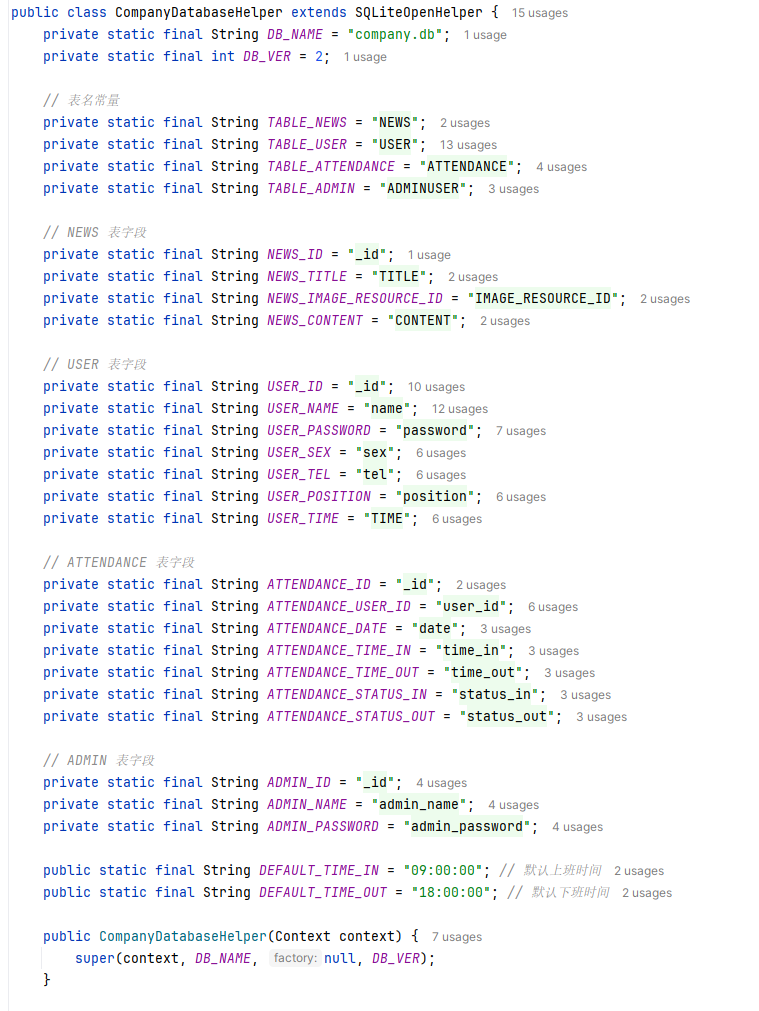 public class CompanyDatabaseHelper extends SQLiteOpenHelper { 15 usages
private static final String DB_NAME = "company.db"; 1 usage
private static final int DB_VER = 2; 1 usage
// 表名常量
private static final String TABLE_NEWS = "NEWS"; 2 usages
private static final String TABLE_USER = "USER"; 13 usages
private static final String TABLE_ATTENDANCE = "ATTENDANCE"; 4 usages
private static final String TABLE_ADMIN = "ADMINUSER"; 3 usages
// NEWS 表字段
private static final String NEWS_ID = "_id"; 1 usage
private static final String NEWS_TITLE = "TITLE"; 2 usages
private static final String NEWS_IMAGE_RESOURCE_ID = "IMAGE_RESOURCE_ID"; 2 usages
private static final String NEWS_CONTENT = "CONTENT"; 2 usages
// USER 表字段
private static final String USER_ID = "_id"; 10 usages
private static final String USER_NAME = "name"; 12 usages
private static final String USER_PASSWORD = "password"; 7 usages
private static final String USER_SEX = "sex"; 6 usages
private static final String USER_TEL = "tel"; 6 usages
private static final String USER_POSITION = "position"; 6 usages
private static final String USER_TIME = "TIME"; 6 usages
// ATTENDANCE 表字段
private static final String ATTENDANCE_ID = "_id"; 2 usages
private static final String ATTENDANCE_USER_ID = "user_id"; 6 usages
private static final String ATTENDANCE_DATE = "date"; 3 usages
private static final String ATTENDANCE_TIME_IN = "time_in"; 3 usages
private static final String ATTENDANCE_TIME_OUT = "time_out"; 3 usages
private static final String ATTENDANCE_STATUS_IN = "status_in"; 3 usages
private static final String ATTENDANCE_STATUS_OUT = "status_out"; 3 usages
// ADMIN 表字段
private static final String ADMIN_ID = "_id"; 4 usages
private static final String ADMIN_NAME = "admin_name"; 4 usages
private static final String ADMIN_PASSWORD = "admin_password"; 4 usages
public static final String DEFAULT_TIME_IN = "09:00:00"; // 默认上班时间 2 usages
public static final String DEFAULT_TIME_OUT = "18:00:00"; // 默认下班时间 2 usages
public CompanyDatabaseHelper(Context context) { 7 usages
super(context, DB_NAME, factory: null, DB_VER);
}